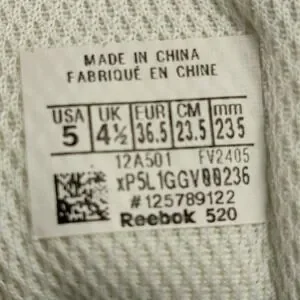 MADE IN CHINA
FABRIQUÉ EN CHINE
USA UK EUR CM mm
5 4½ 36.5 23.5 235
12A501 FV2405
xP5L1GGV00236
#125789122
Reebok 520